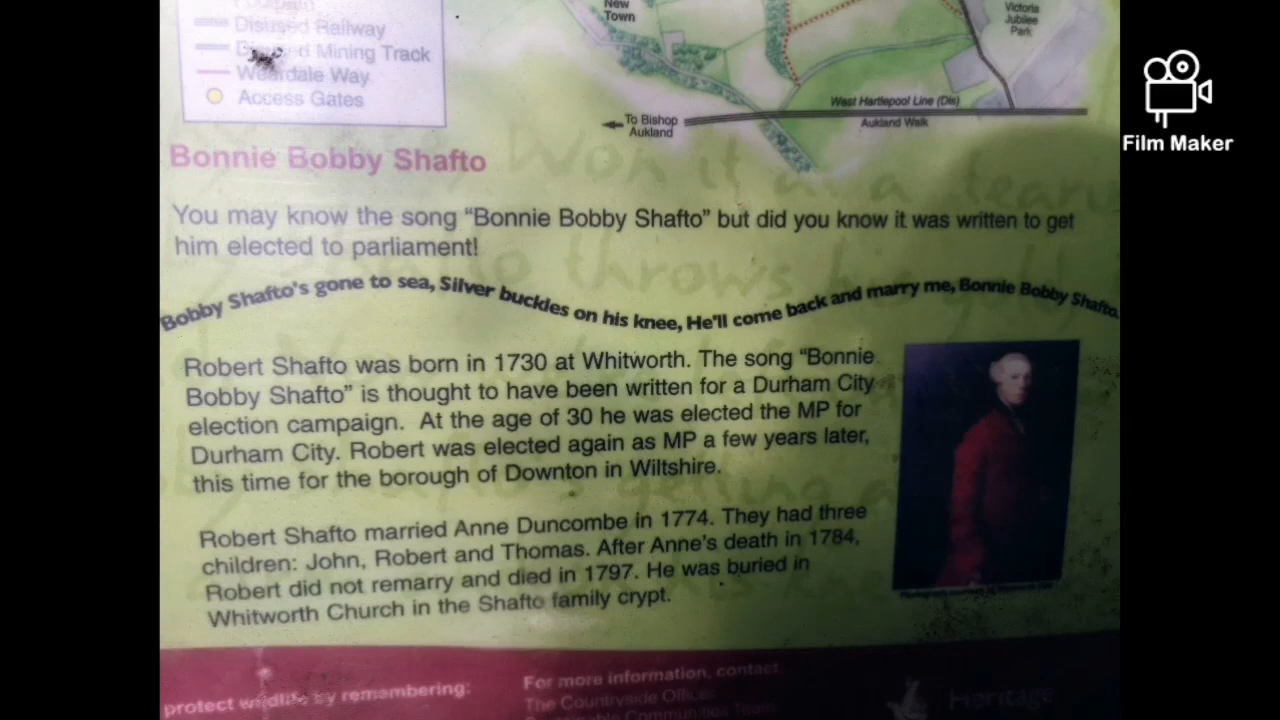 New
Town
Victoria
Jubilee
Park
Disused Railway
Mining Track
Weardale Way
Access Gates
West Hartlepool Line (Dis)
To Bishop
Aukland
Aukland Walk
Film Maker
Bonnie Bobby Shafto
You may know the song “Bonnie Bobby Shafto” but did you know it was written to get
him elected to parliament!
Bobby Shafto's gone to sea, Silver buckles on his knee, He'll come back and marry me, Bonnie Bobby Shafto.
Robert Shafto was born in 1730 at Whitworth. The song “Bonnie
Bobby Shafto” is thought to have been written for a Durham City
election campaign. At the age of 30 he was elected the MP for
Durham City. Robert was elected again as MP a few years later,
this time for the borough of Downton in Wiltshire.
Robert Shafto married Anne Duncombe in 1774. They had three
children: John, Robert and Thomas. After Anne's death in 1784,
Robert did not remarry and died in 1797. He was buried in
Whitworth Church in the Shafto family crypt.
protect wildlife by remembering:
For more information, contact
The Countryside Officer
Heritage